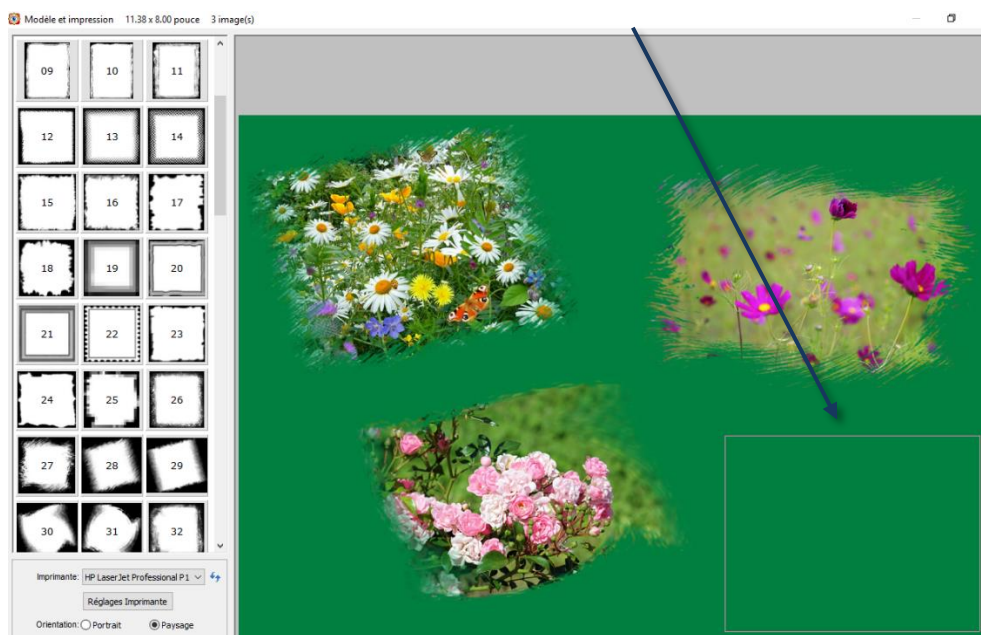 Modèle et impression 11.38 x 8.00 pouce 3 image(s)
09 10 11
12 13 14
15 16 17
18 19 20
21 22 23
24 25 26
27 28 29
30 31 32
Imprimante: HP LaserJet Professional P1
Réglages Imprimante
Orientation: Portrait Paysage